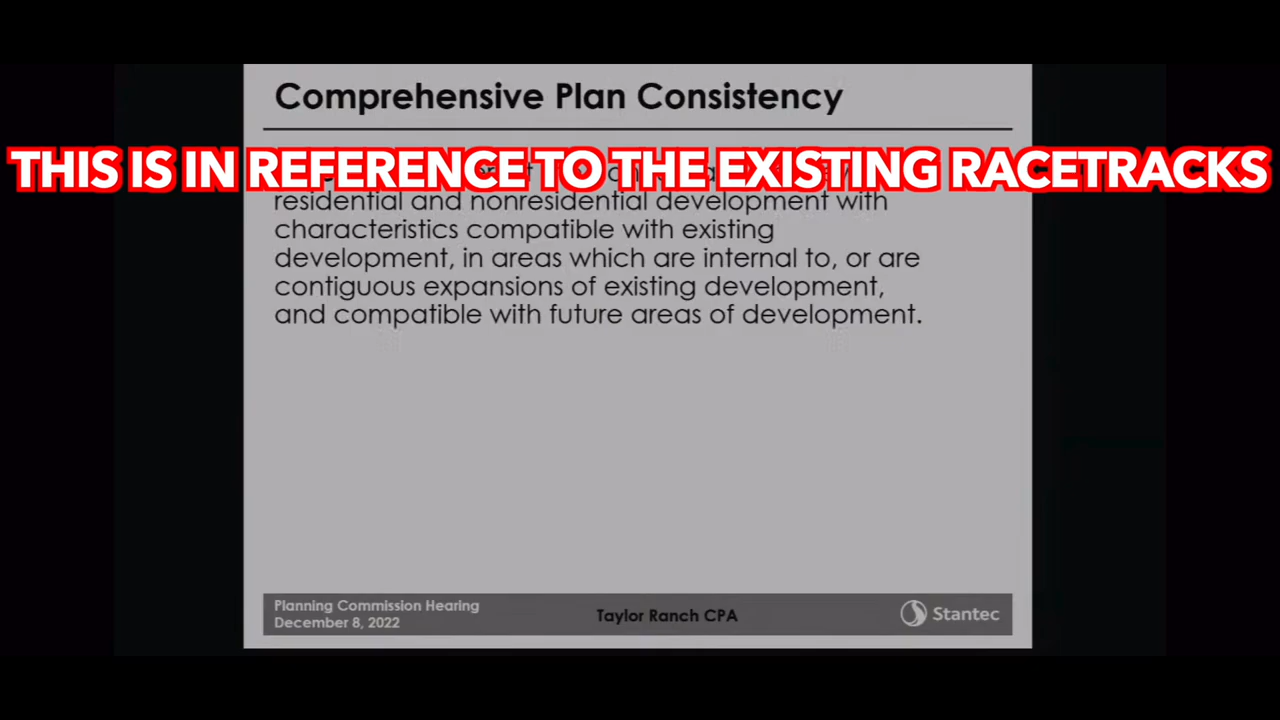 Comprehensive Plan Consistency
THIS IS IN REFERENCE TO THE EXISTING RACETRACKS
residential and nonresidential development with
characteristics compatible with existing
development, in areas which are internal to, or are
contiguous expansions of existing development,
and compatible with future areas of development.
Planning Commission Hearing
December 8, 2022
Taylor Ranch CPA
Stantec